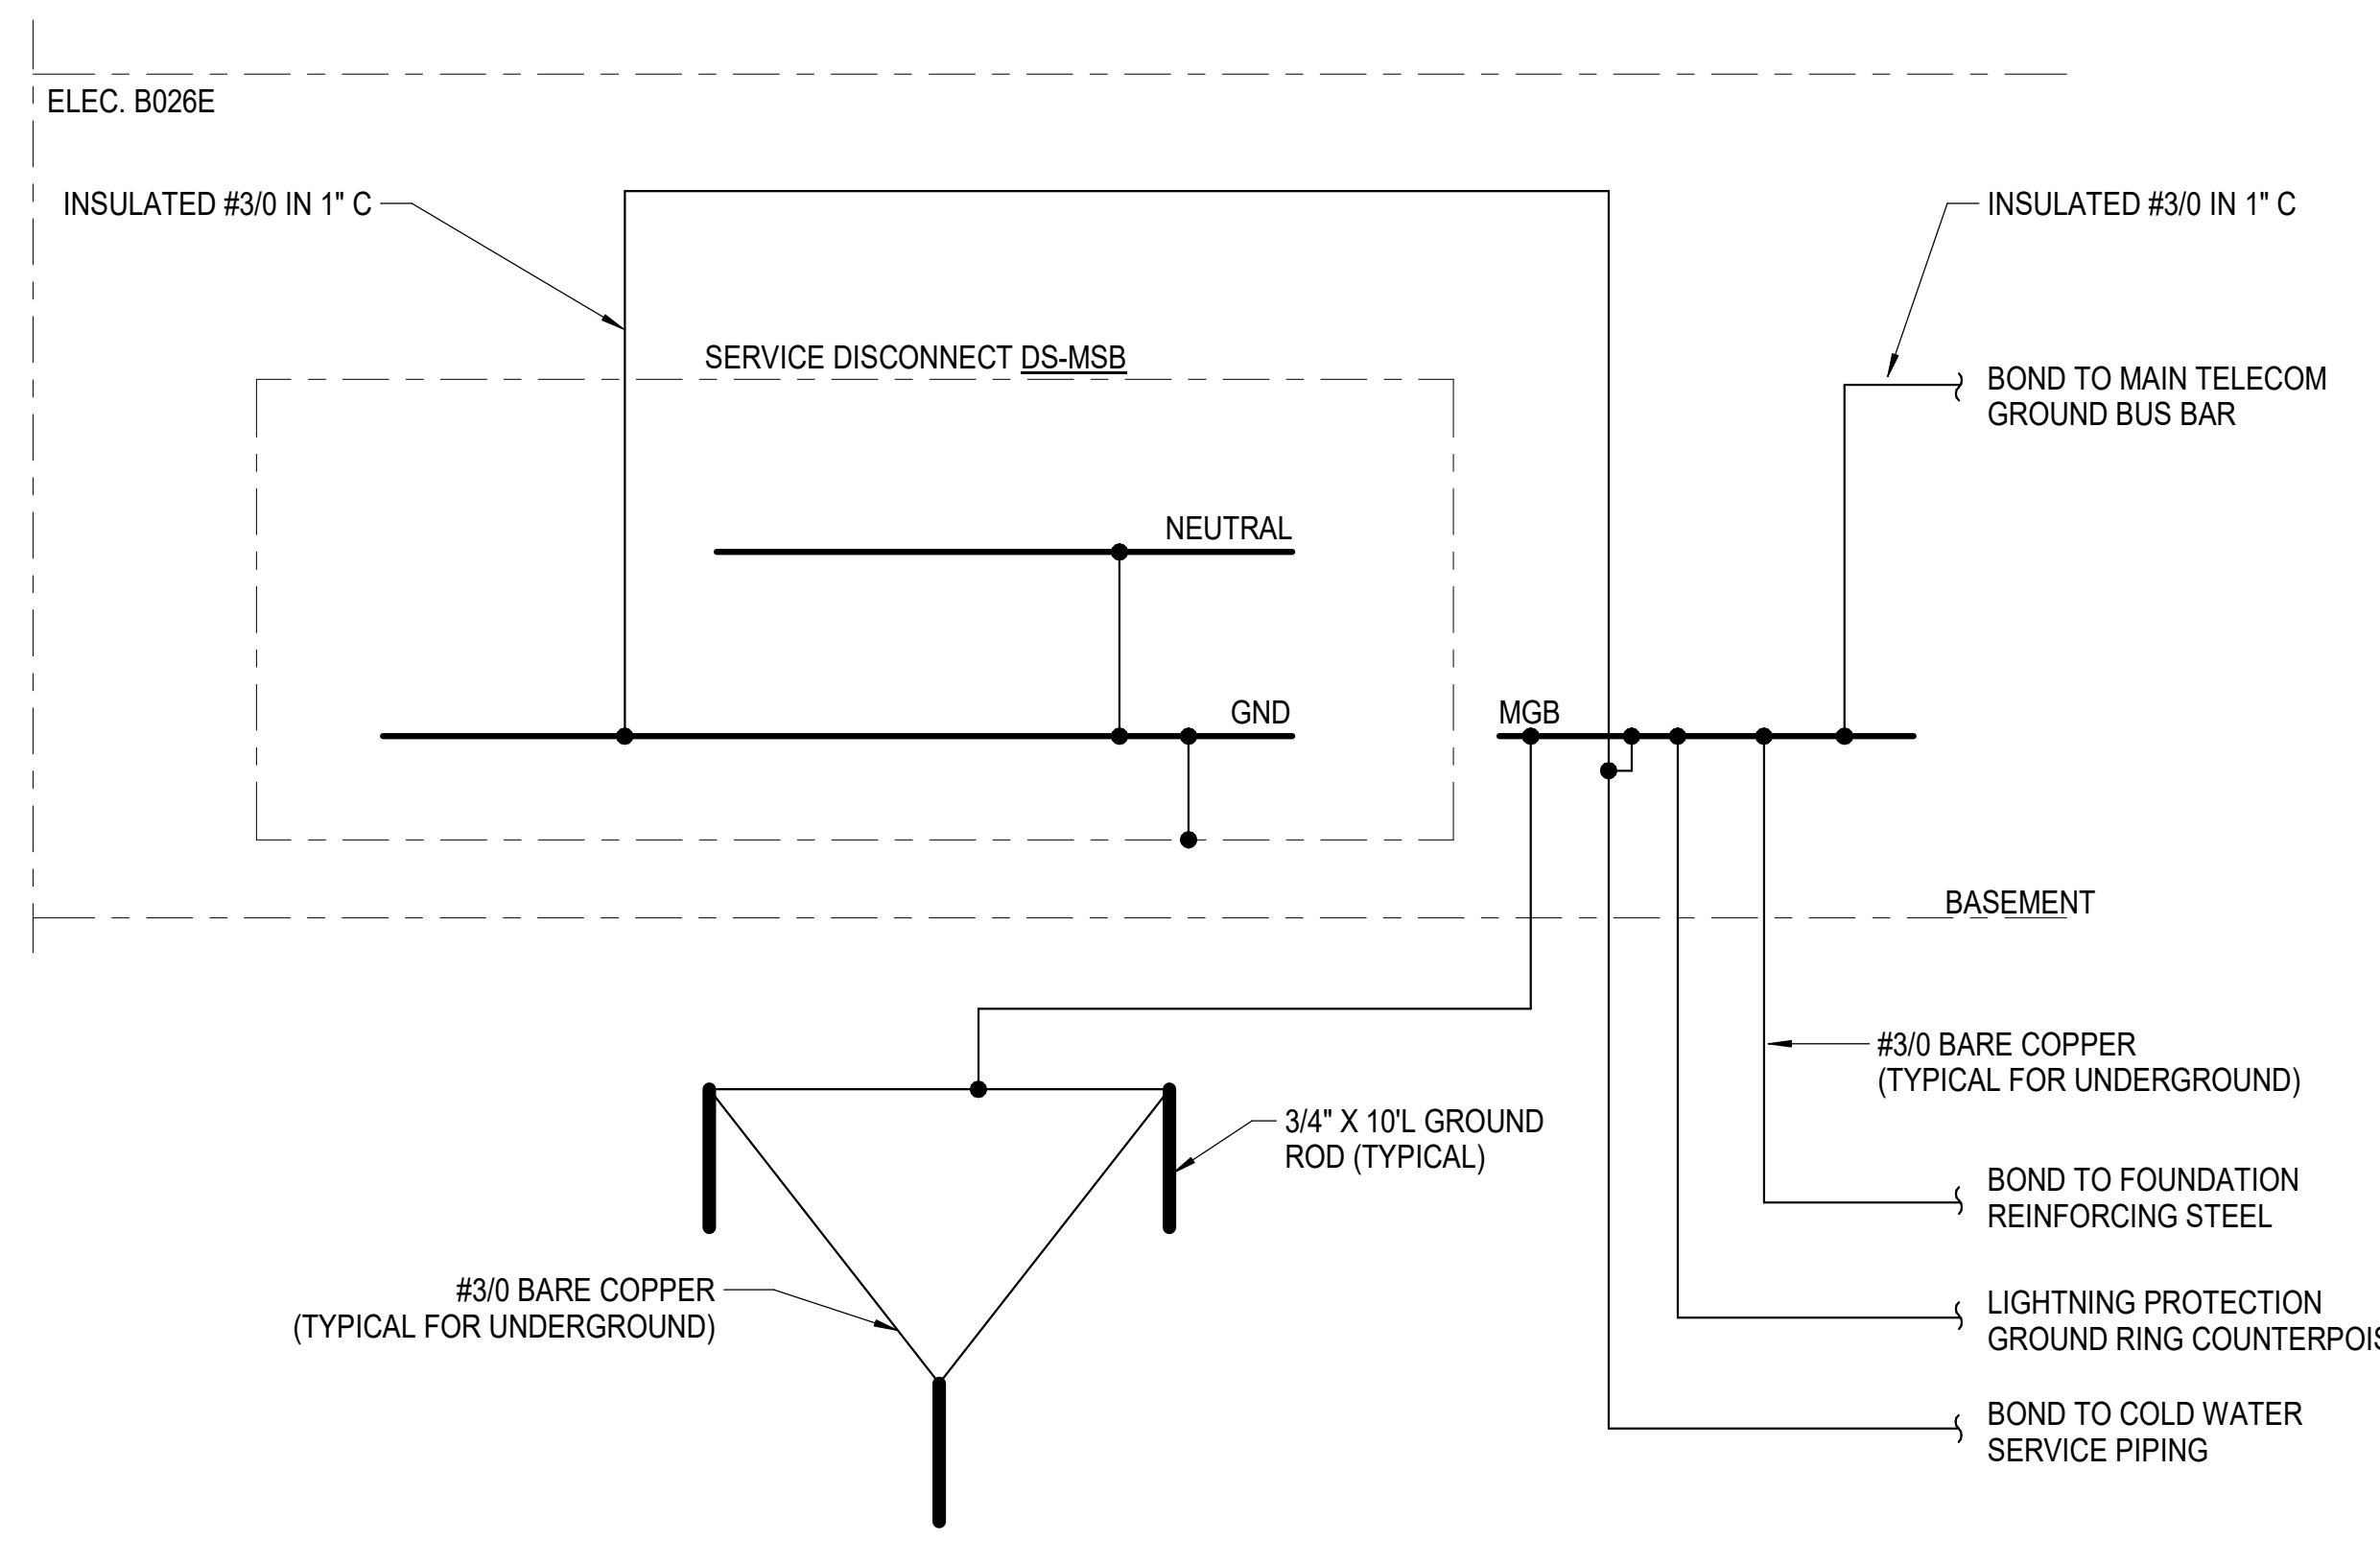 ELEC. B026E
INSULATED #3/0 IN 1" C
INSULATED #3/0 IN 1" C
SERVICE DISCONNECT DS-MSB
BOND TO MAIN TELECOM
GROUND BUS BAR
NEUTRAL
GND
MGB
BASEMENT
#3/0 BARE COPPER
(TYPICAL FOR UNDERGROUND)
3/4" X 10'L GROUND
ROD (TYPICAL)
BOND TO FOUNDATION
REINFORCING STEEL
#3/0 BARE COPPER
(TYPICAL FOR UNDERGROUND)
LIGHTNING PROTECTION
GROUND RING
BOND TO COLD WATER
SERVICE PIPING